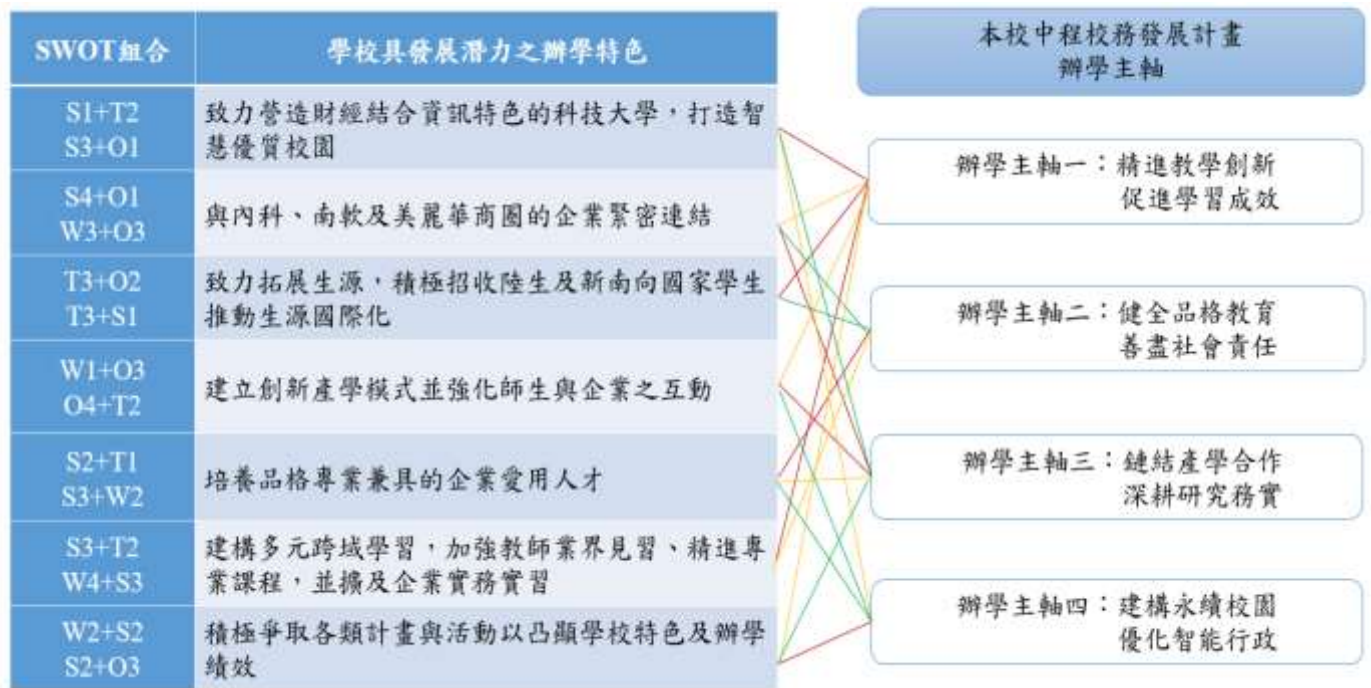 SWOT組合
學校具發展潛力之辦學特色
S1+T2
S3+O1
致力營造財經結合資訊特色的科技大學，打造智
慧優質校園
S4+O1
W3+O3
與內科、南軟及美麗華商圈的企業緊密連結
T3+O2
T3+S1
致力拓展生源，積極招收陸生及新南向國家學生
推動生源國際化
W1+O3
O4+T2
建立創新產學模式並強化師生與企業之互動
S2+T1
S3+W2
培養品格專業兼具的企業愛用人才
S3+T2
W4+S3
建構多元跨域學習，加強教師業界見習、精進專
業課程，並擴及企業實務實習
W2+S2
S2+O3
積極爭取各類計畫與活動以凸顯學校特色及辦學
績效
本校中程校務發展計畫
辦學主軸
辦學主軸一：精進教學創新
促進學習成效
辦學主軸二：健全品格教育
善盡社會責任
辦學主軸三：鏈結產學合作
深耕研究務實
辦學主軸四：建構永續校園
優化智能行政